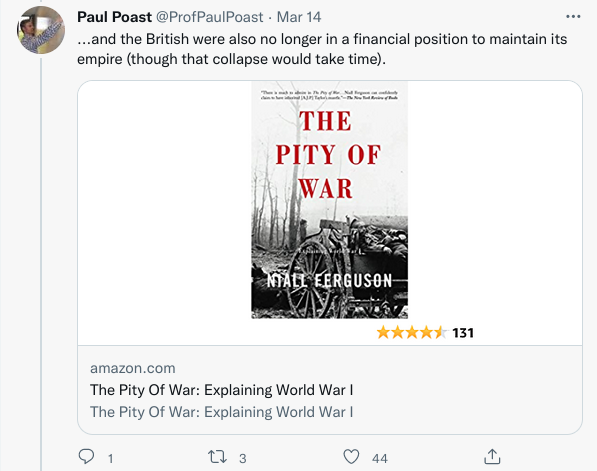 Paul Poast @ProfPaulPoast · Mar 14
...and the British were also no longer in a financial position to maintain its
empire (though that collapse would take time).
"There is much to admire in The Pity of War... Niall Ferguson can confidently
claim to have inherited [A.J.P.] Taylor's mantle."—The New York Review of Books
THE
PITY OF
WAR
Explaining World War I
NIALL FERGUSON
131
amazon.com
The Pity Of War: Explaining World War I
The Pity Of War: Explaining World War I
1 3 44